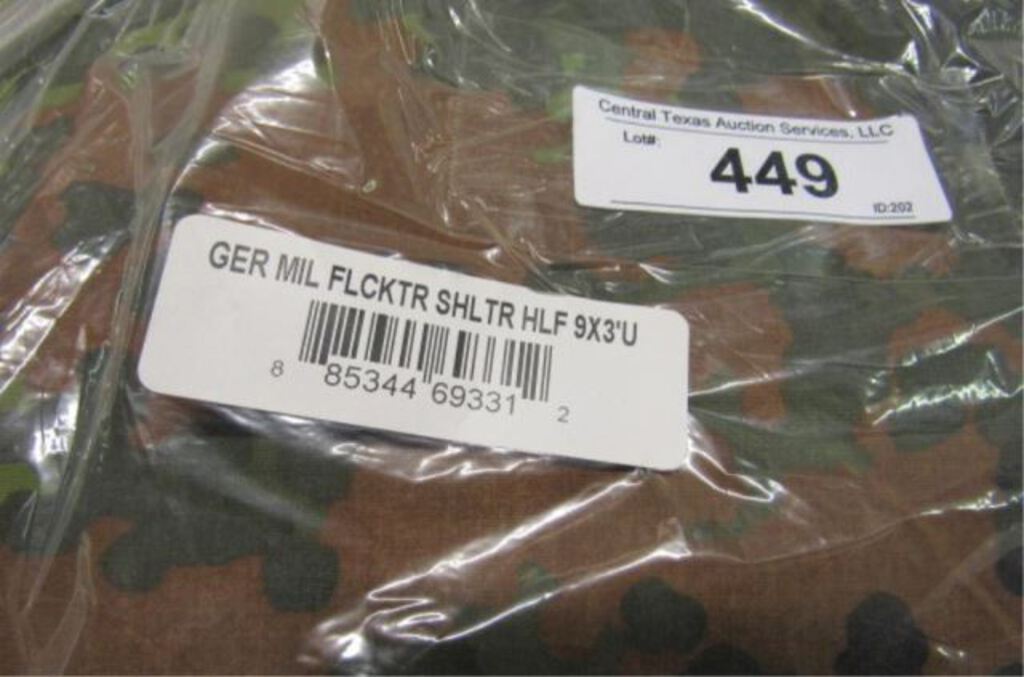 Central Texas Auction Services, LLC
Lot#:
449
ID:202
GER MIL FLCKTR SHLTR HLF 9X3'U
8 85344 69331 2